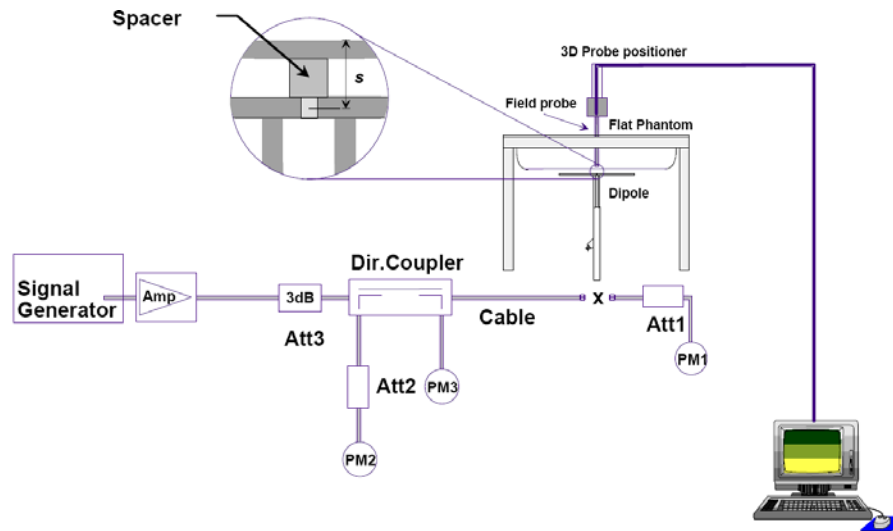 Spacer
s
3D Probe positioner
Field probe
Flat Phantom
Dipole
Dir.Coupler
Signal
Generator
Amp
3dB
Att3
Cable
X
Att1
PM1
Att2
PM3
PM2